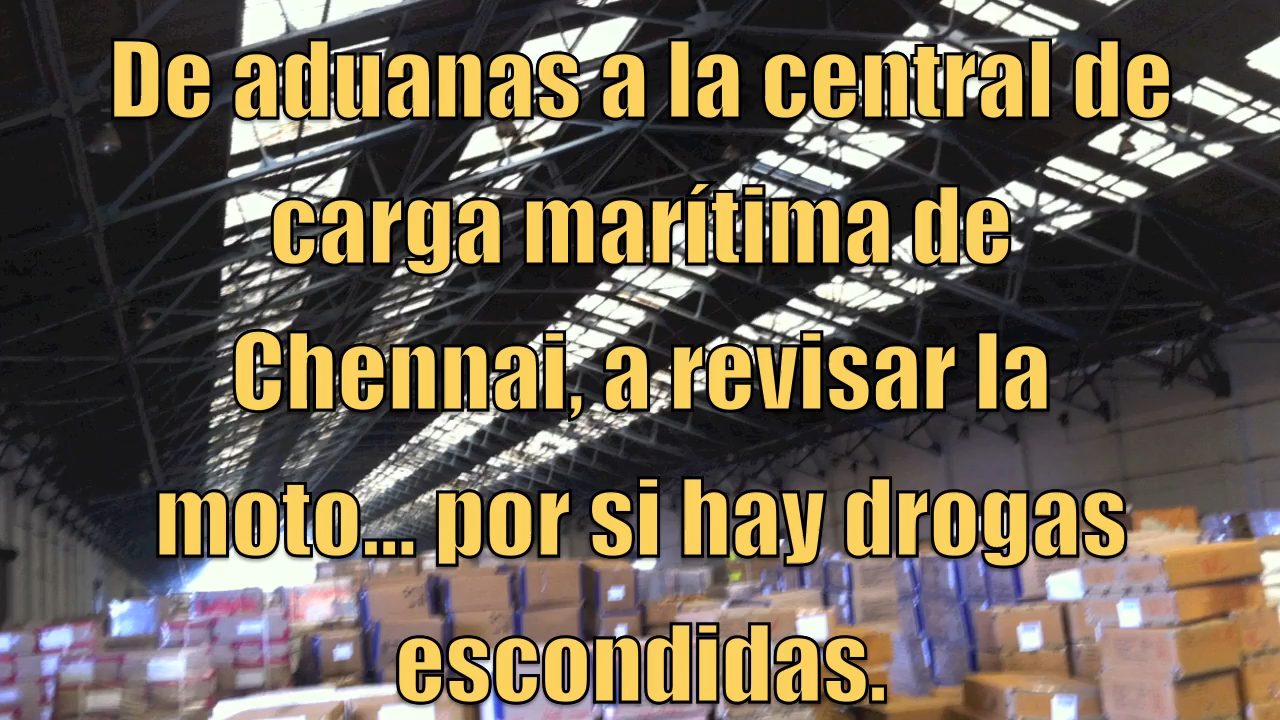 De aduanas a la central de
carga marítima de
Chennai, a revisar la
moto... por si hay drogas
escondidas.